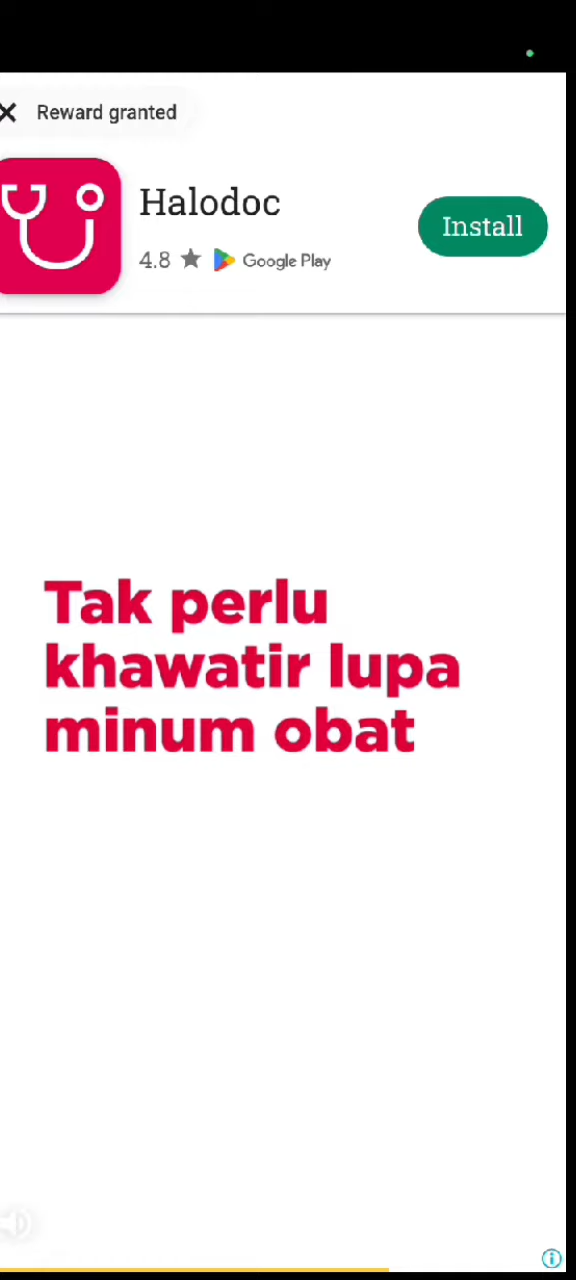 Reward granted
Halodoc
4.8 ★ Google Play
Install
Tak perlu
khawatir lupa
minum obat